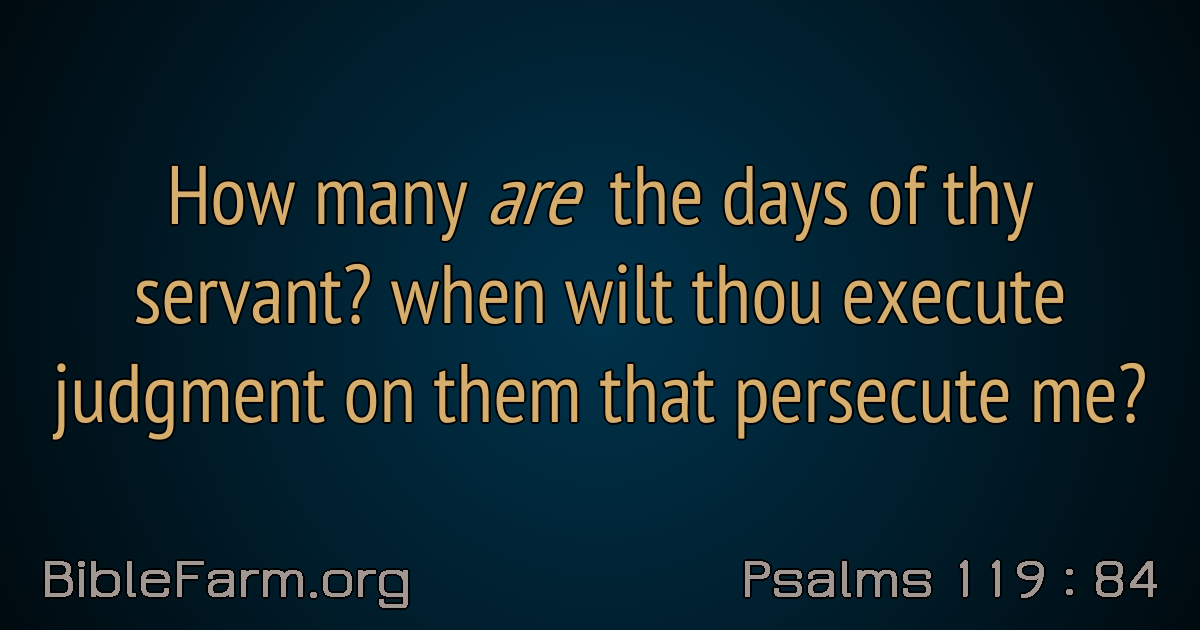 How many are the days of thy
servant? when wilt thou execute
judgment on them that persecute me?
BibleFarm.org
Psalms 119 : 84